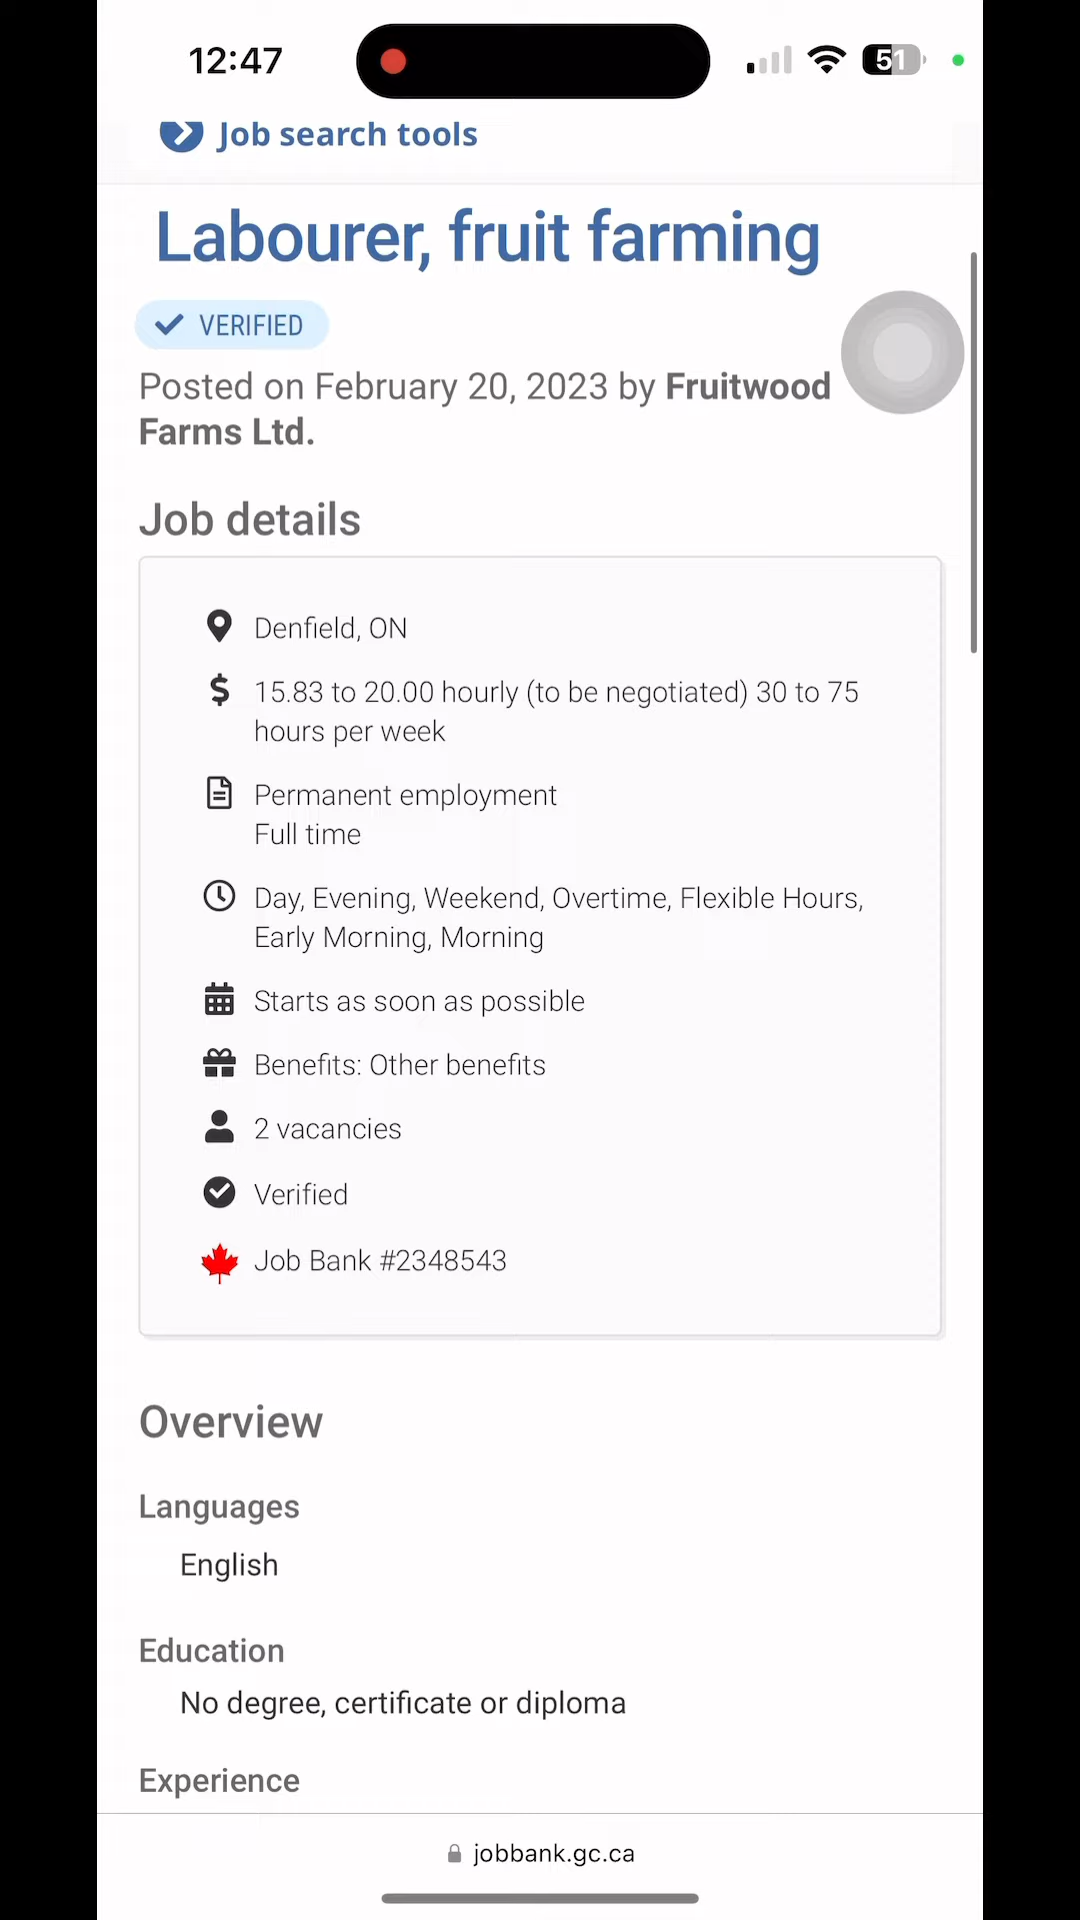 12:47
51
Job search tools
Labourer, fruit farming
VERIFIED
Posted on February 20, 2023 by Fruitwood
Farms Ltd.
Job details
Denfield, ON
15.83 to 20.00 hourly (to be negotiated) 30 to 75
hours per week
Permanent employment
Full time
Day, Evening, Weekend, Overtime, Flexible Hours,
Early Morning, Morning
Starts as soon as possible
Benefits: Other benefits
2 vacancies
Verified
Job Bank #2348543
Overview
Languages
English
Education
No degree, certificate or diploma
Experience
jobbank.gc.ca